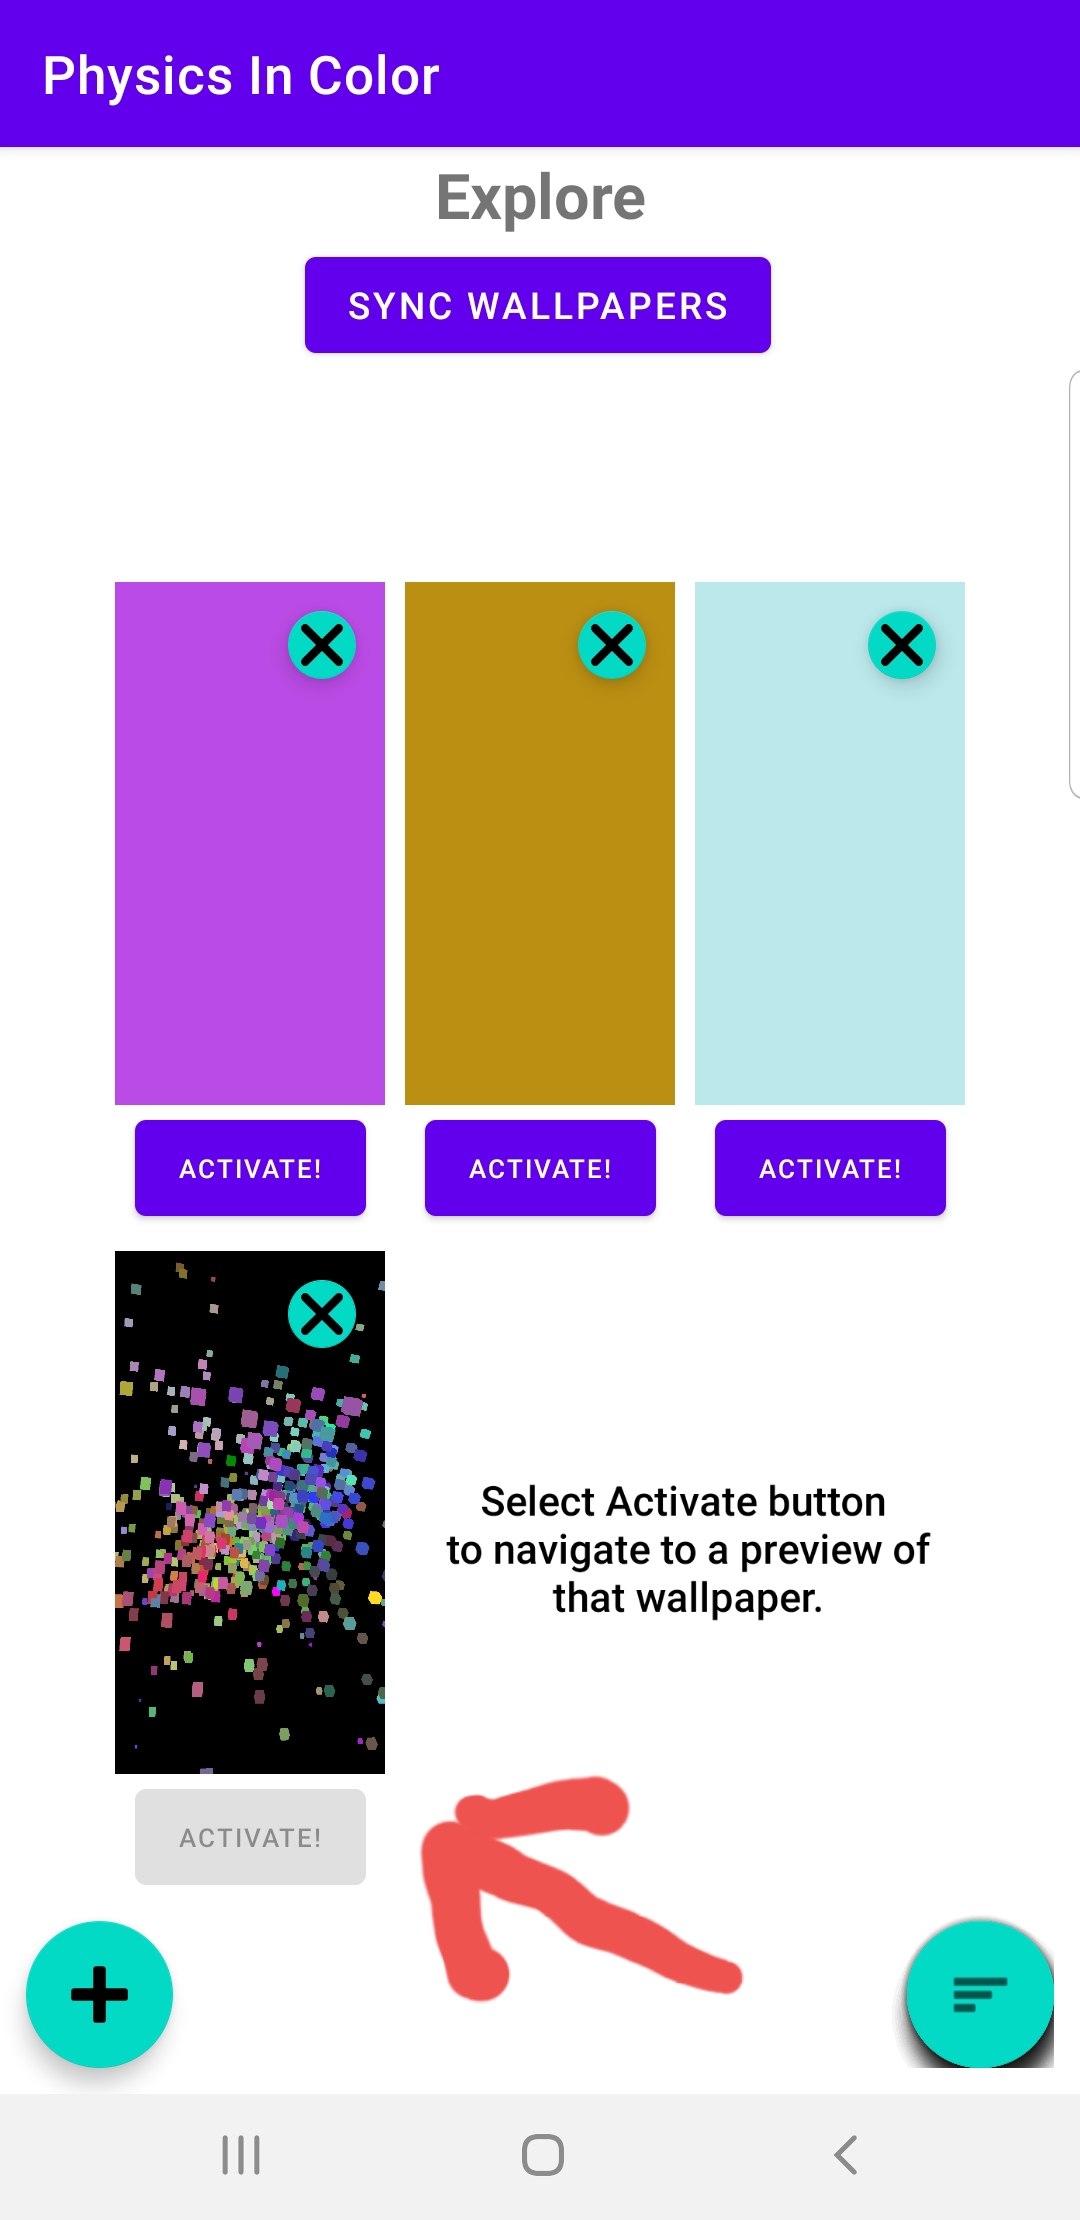 Physics In Color
Explore
SYNC WALLPAPERS
ACTIVATE!
ACTIVATE!
ACTIVATE!
Select Activate button
to navigate to a preview of
that wallpaper.
ACTIVATE!